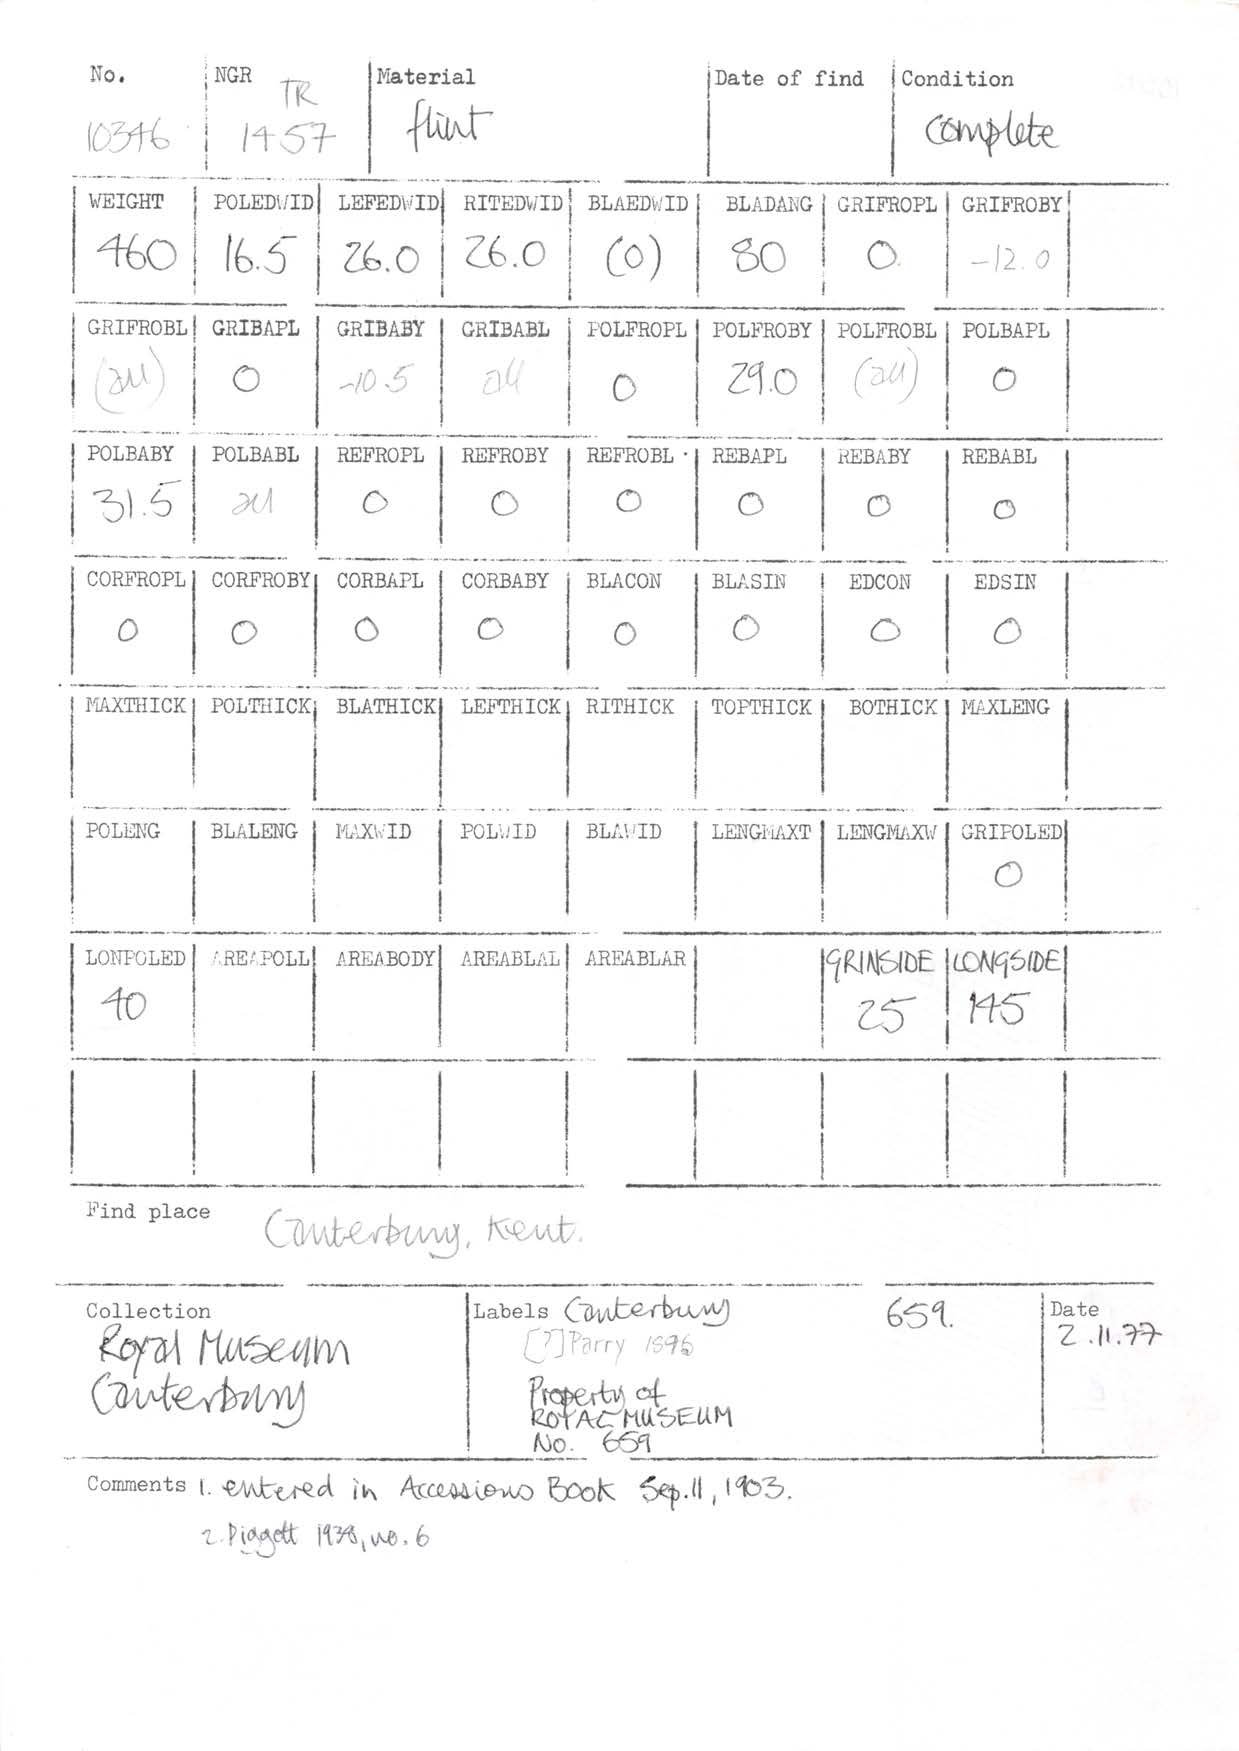 No. NGR Material Date of find Condition
TR
10346 1457 flint complete
WEIGHT POLEDWID LEFEDWID RITEDWID BLAEDWID BLADANG GRIFROPL GRIFROBY
460 16.5 26.0 26.0 (0) 80 0 -12.0
GRIFROBL GRIBAPL GRIBABY GRIBABL POLFROPL POLFROBY POLFROBL POLBAPL
(all) 0 -10.5 all 0 29.0 (all) 0
POLBABY POLBABL REFROPL REFROBY REFROBL REBAPL REBABY REBABL
31.5 all 0 0 0 0 0 0
CORFROPL CORFROBY CORBAPL CORBABY BLACON BLASIN EDCON EDSIN
0 0 0 0 0 0 0 0
MAXTHICK POLTHICK BLATHICK LEFTHICK RITHICK TOPTHICK BOTHICK MAXLENG
POLENG BLALENG MAXWID POLWID BLAWID LENGMAXT LENGMAXW GRIPOLED
0
LONPOLED AREAPOLL AREABODY AREABLAL AREABLAR GRINSIDE LONGSIDE
40 25 145
Find place Canterbury, Kent.
Collection Labels Canterbury 659. Date
Royal Museum [?] Parry 1896 2.11.77
Canterbury Property of
ROYAL MUSEUM
No. 659
Comments 1. entered in Accessions Book Sep. 11, 1903.
2. Piggott 1938, no. 6